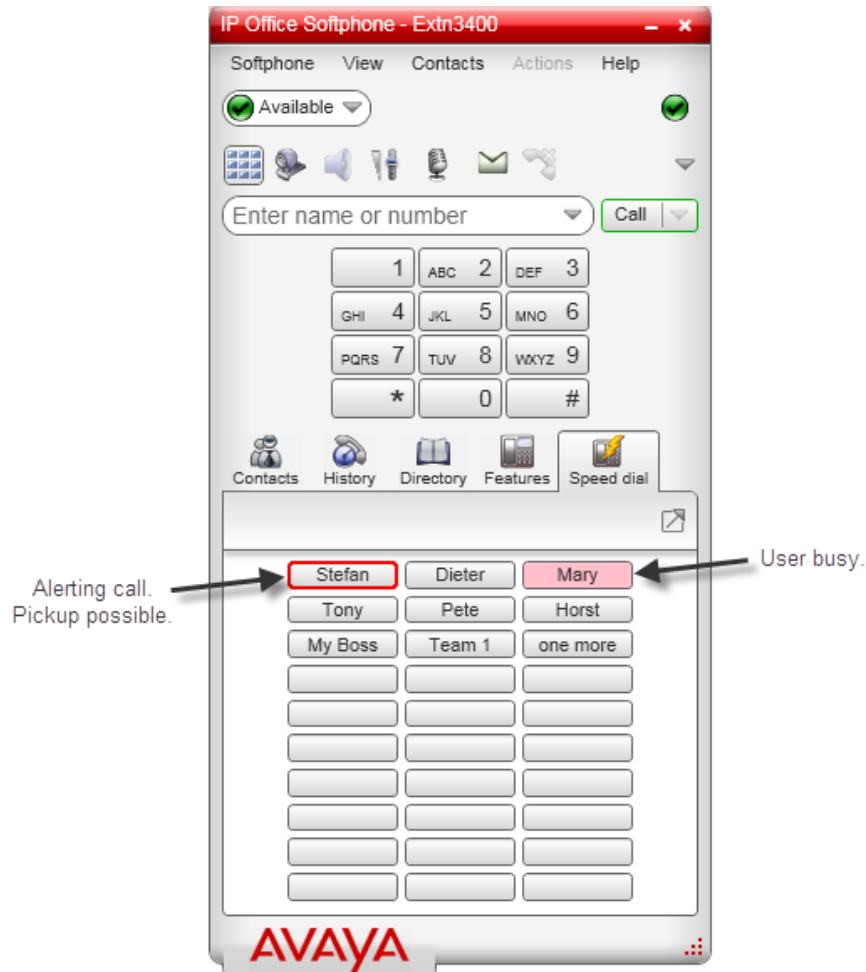 IP Office Softphone - Extn3400
Softphone View Contacts Actions Help
Available
Enter name or number Call
1 ABC 2 DEF 3
GHI 4 JKL 5 MNO 6
PQRS 7 TUV 8 WXYZ 9
* 0 #
Contacts History Directory Features Speed dial
Alerting call.
Pickup possible.
User busy.
Stefan Dieter Mary
Tony Pete Horst
My Boss Team 1 one more
AVAYA